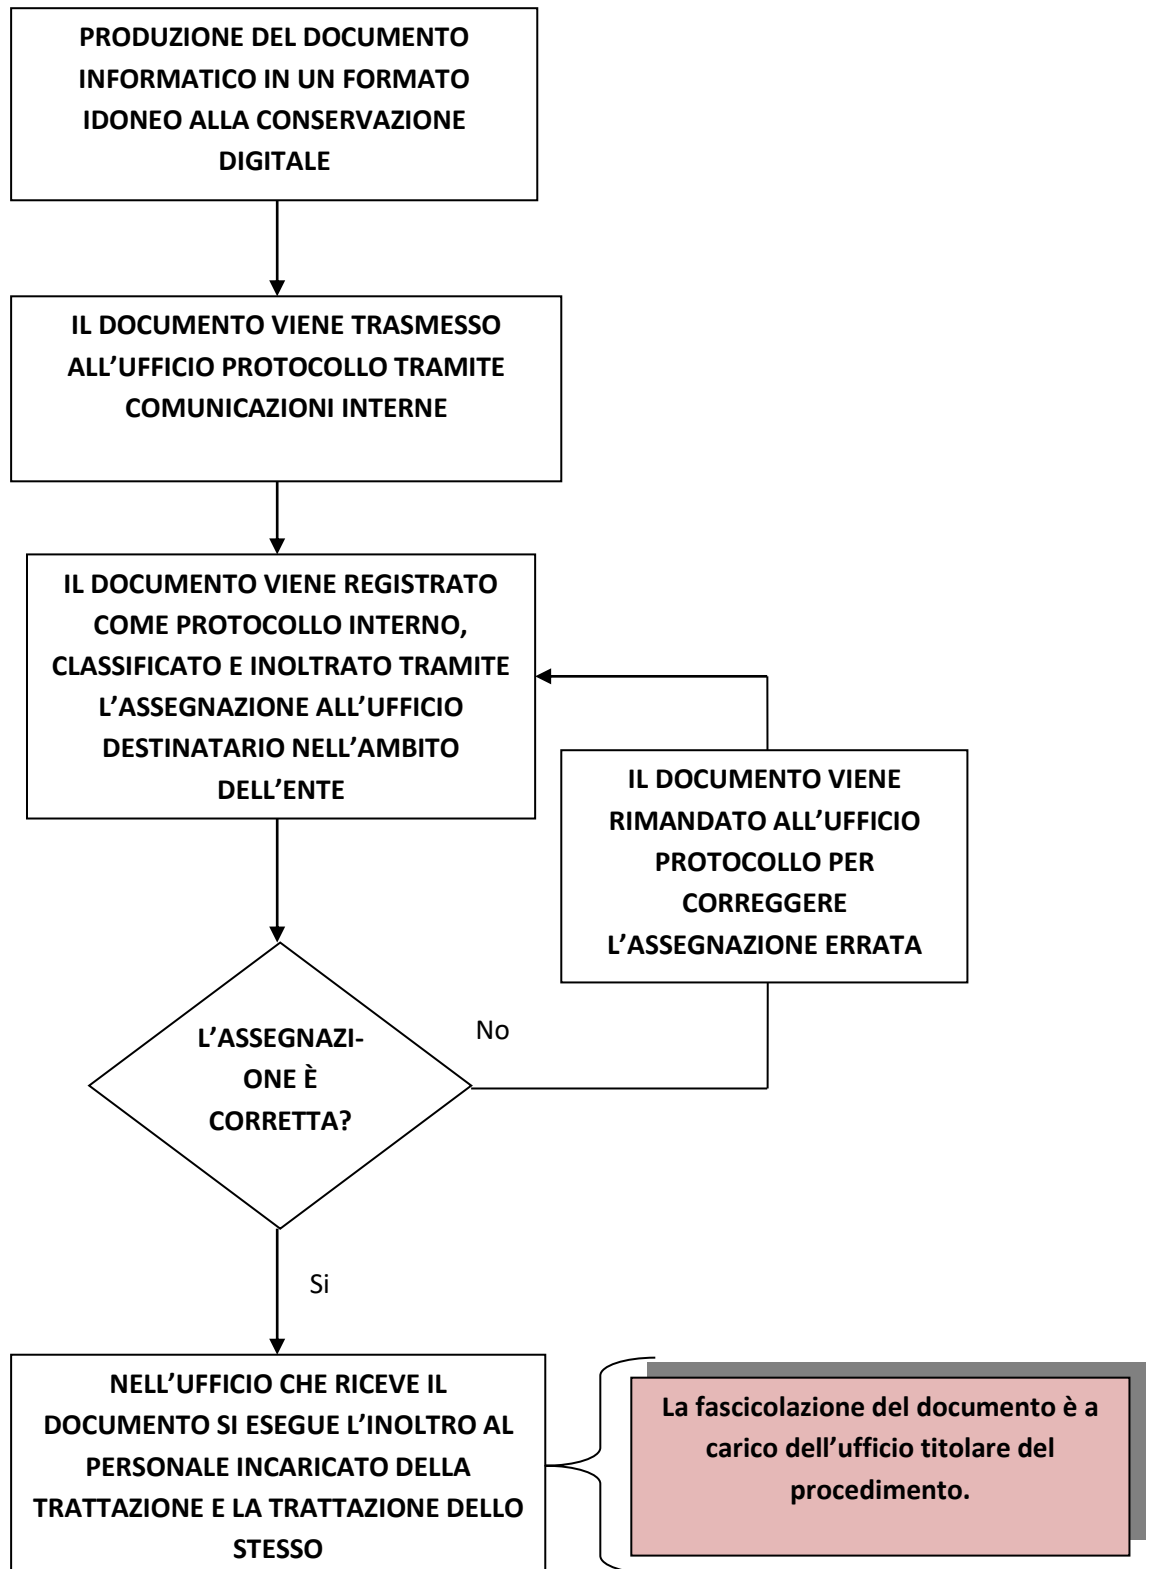 PRODUZIONE DEL DOCUMENTO
INFORMATICO IN UN FORMATO
IDONEO ALLA CONSERVAZIONE
DIGITALE
IL DOCUMENTO VIENE TRASMESSO
ALL’UFFICIO PROTOCOLLO TRAMITE
COMUNICAZIONI INTERNE
IL DOCUMENTO VIENE REGISTRATO
COME PROTOCOLLO INTERNO,
CLASSIFICATO E INOLTRATO TRAMITE
L’ASSEGNAZIONE ALL’UFFICIO
DESTINATARIO NELL’AMBITO
DELL’ENTE
IL DOCUMENTO VIENE
RIMANDATO ALL’UFFICIO
PROTOCOLLO PER
CORREGGERE
L’ASSEGNAZIONE ERRATA
L’ASSEGNAZI-
ONE È
CORRETTA?
No
Si
NELL’UFFICIO CHE RICEVE IL
DOCUMENTO SI ESEGUE L’INOLTRO AL
PERSONALE INCARICATO DELLA
TRATTAZIONE E LA TRATTAZIONE DELLO
STESSO
La fascicolazione del documento è a
carico dell’ufficio titolare del
procedimento.